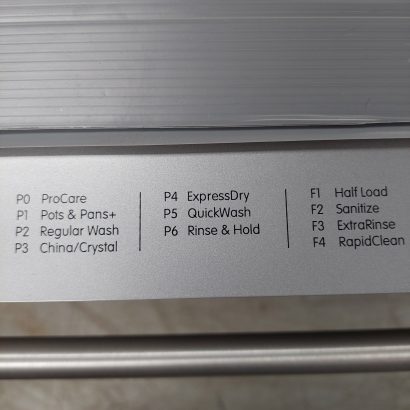 P0 ProCare
P1 Pots & Pans+
P2 Regular Wash
P3 China/Crystal
P4 ExpressDry
P5 QuickWash
P6 Rinse & Hold
F1 Half Load
F2 Sanitize
F3 ExtraRinse
F4 RapidClean